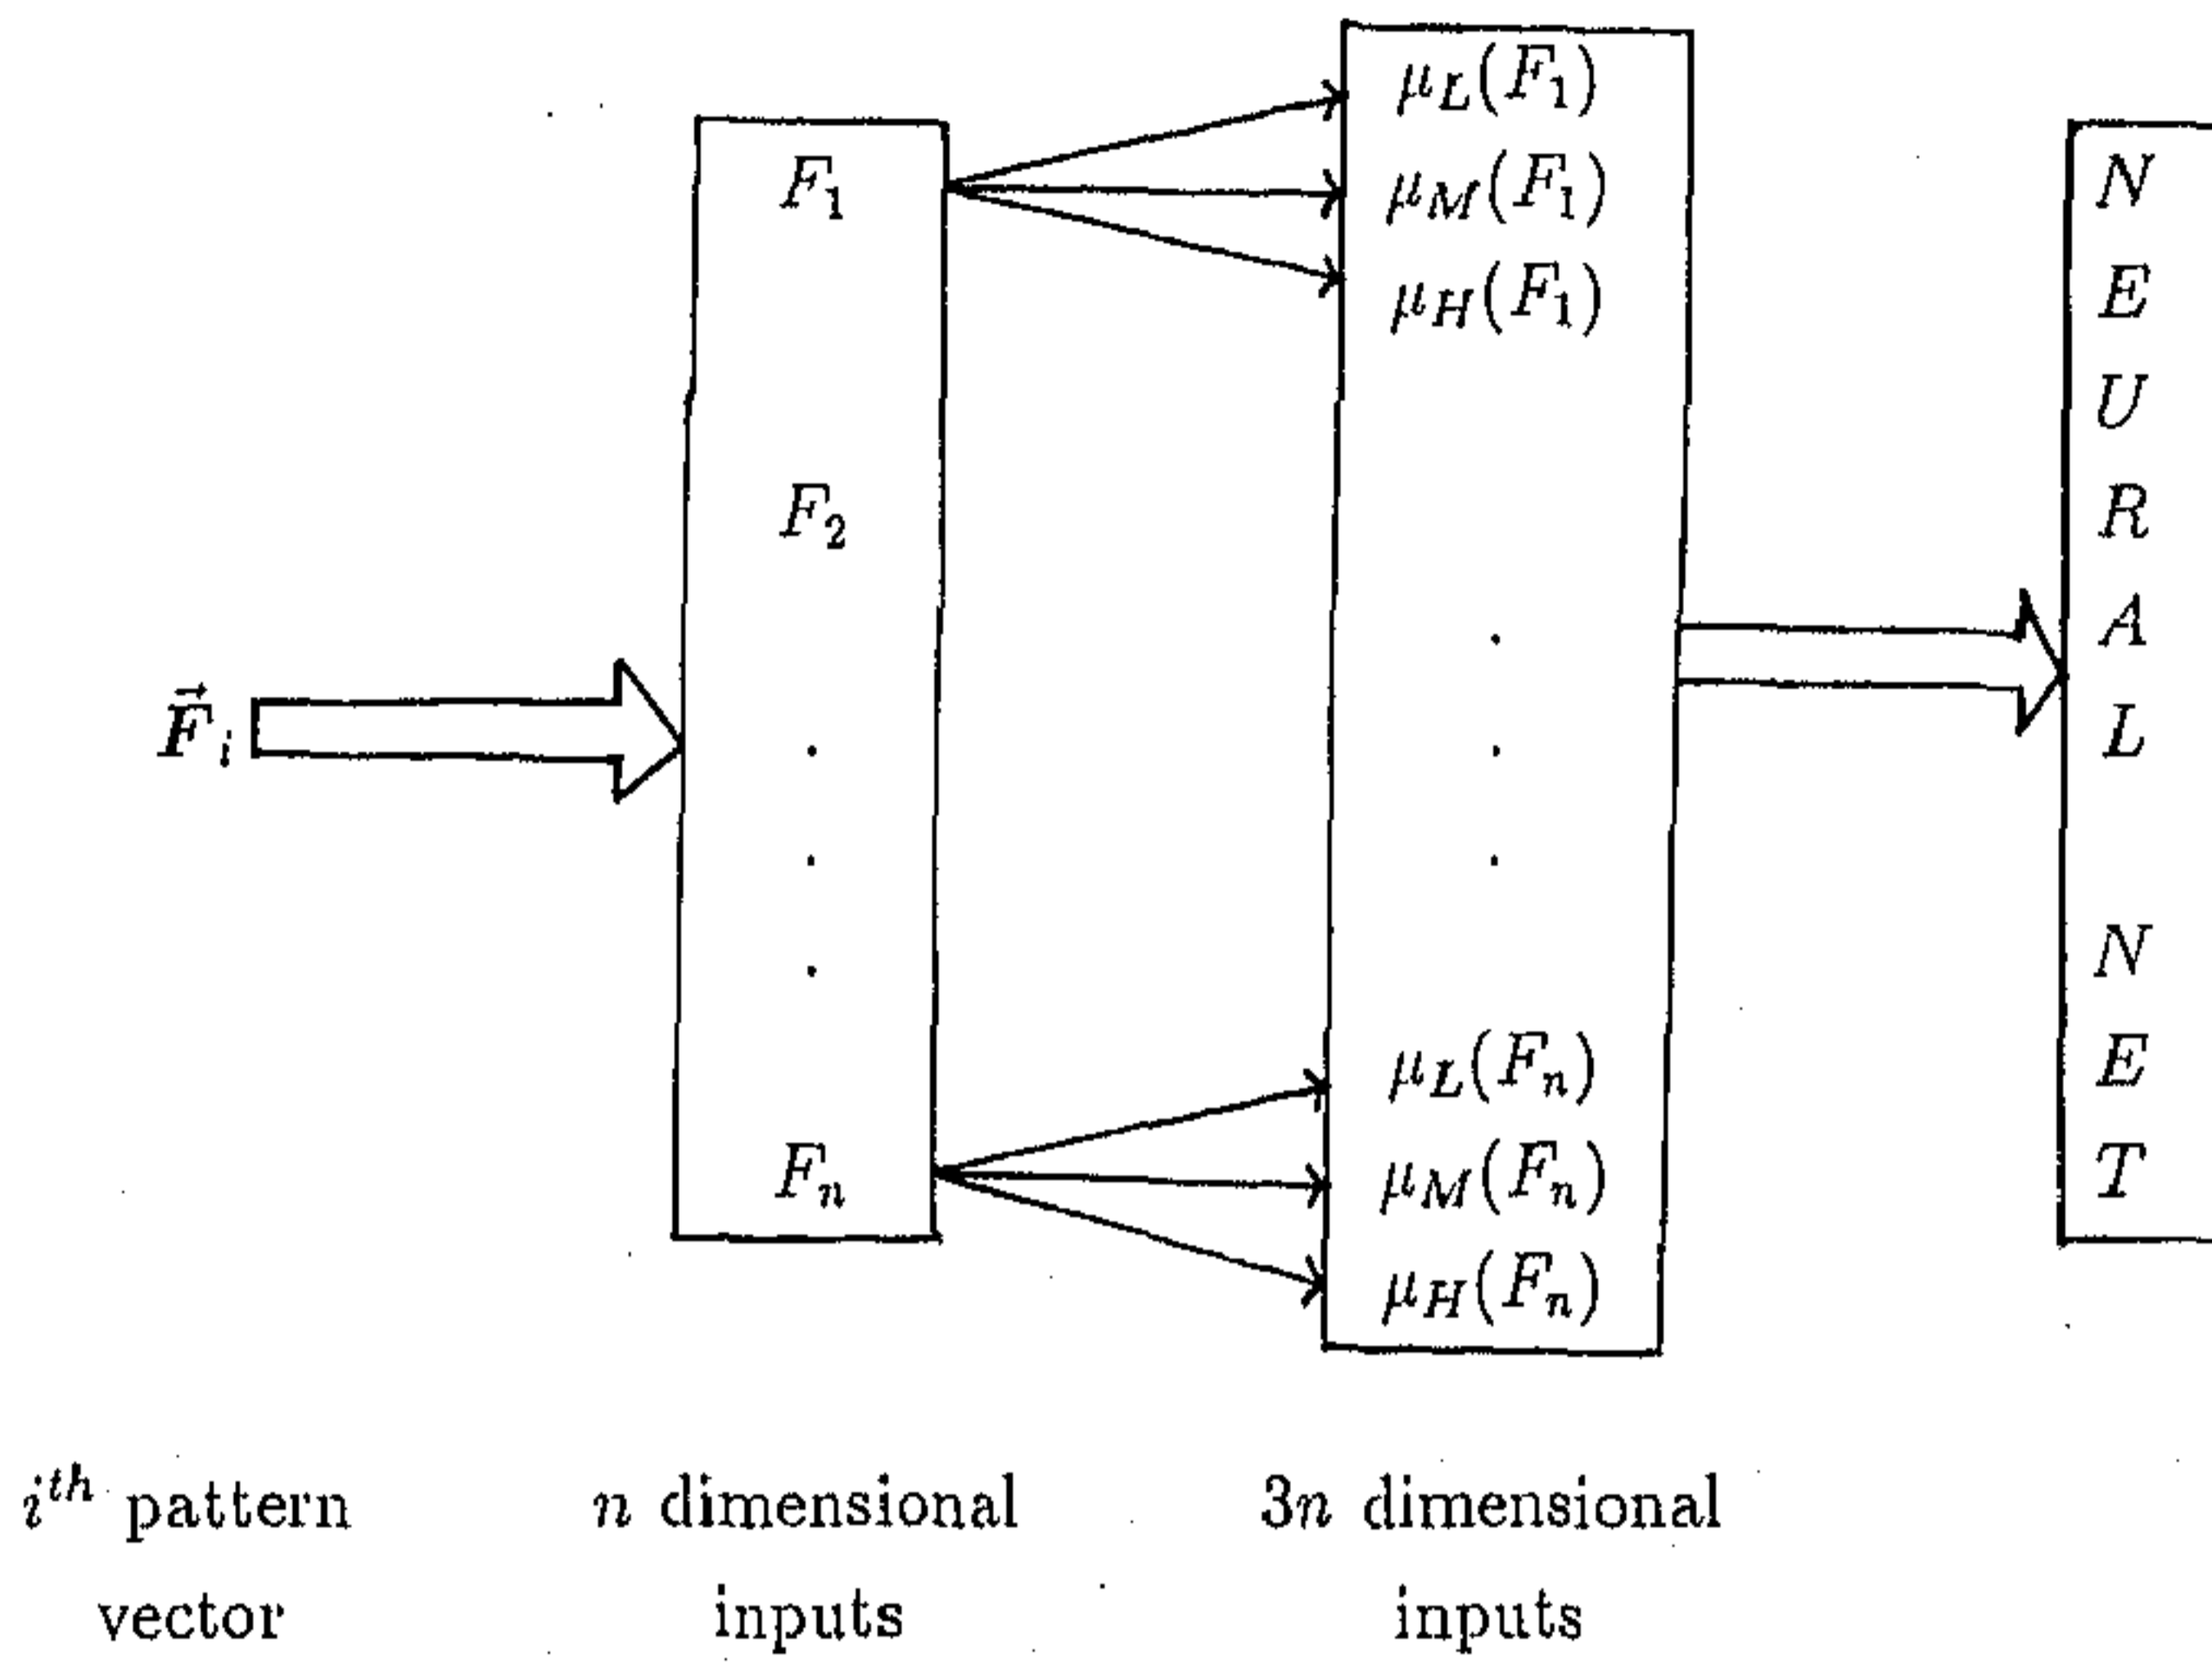 F⃗_i
F_1
F_2
.
.
.
F_n
μ_L(F_1)
μ_M(F_1)
μ_H(F_1)
.
.
.
μ_L(F_n)
μ_M(F_n)
μ_H(F_n)
N
E
U
R
A
L
N
E
T
i^{th} pattern
vector
n dimensional
inputs
3n dimensional
inputs